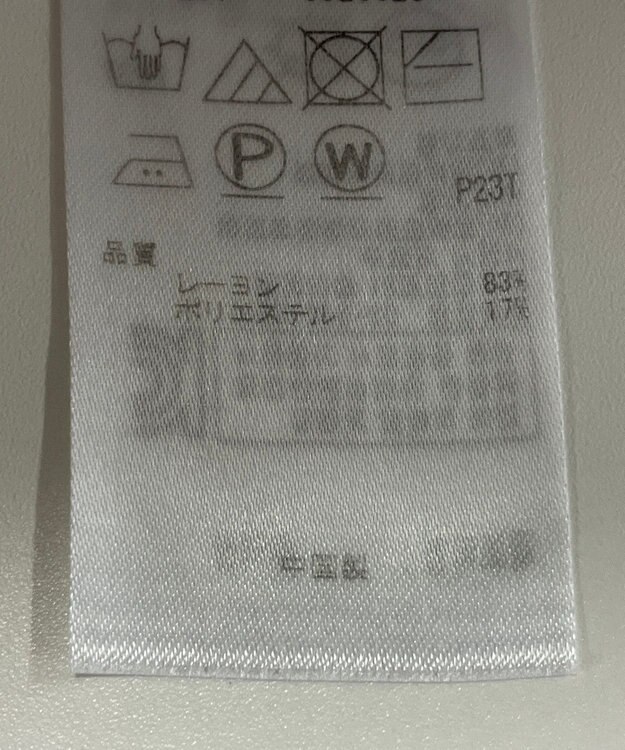 P W
P23T
品質
レーヨン 83%
ポリエステル 17%
中国製